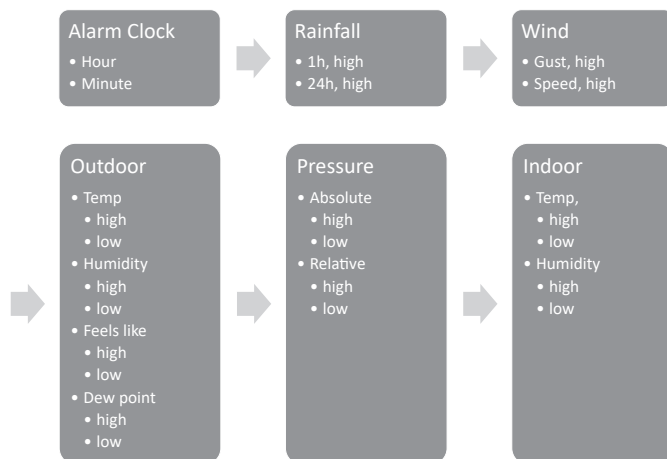 Alarm Clock
• Hour
• Minute
Rainfall
• 1h, high
• 24h, high
Wind
• Gust, high
• Speed, high
Outdoor
• Temp
• high
• low
• Humidity
• high
• low
• Feels like
• high
• low
• Dew point
• high
• low
Pressure
• Absolute
• high
• low
• Relative
• high
• low
Indoor
• Temp,
• high
• low
• Humidity
• high
• low